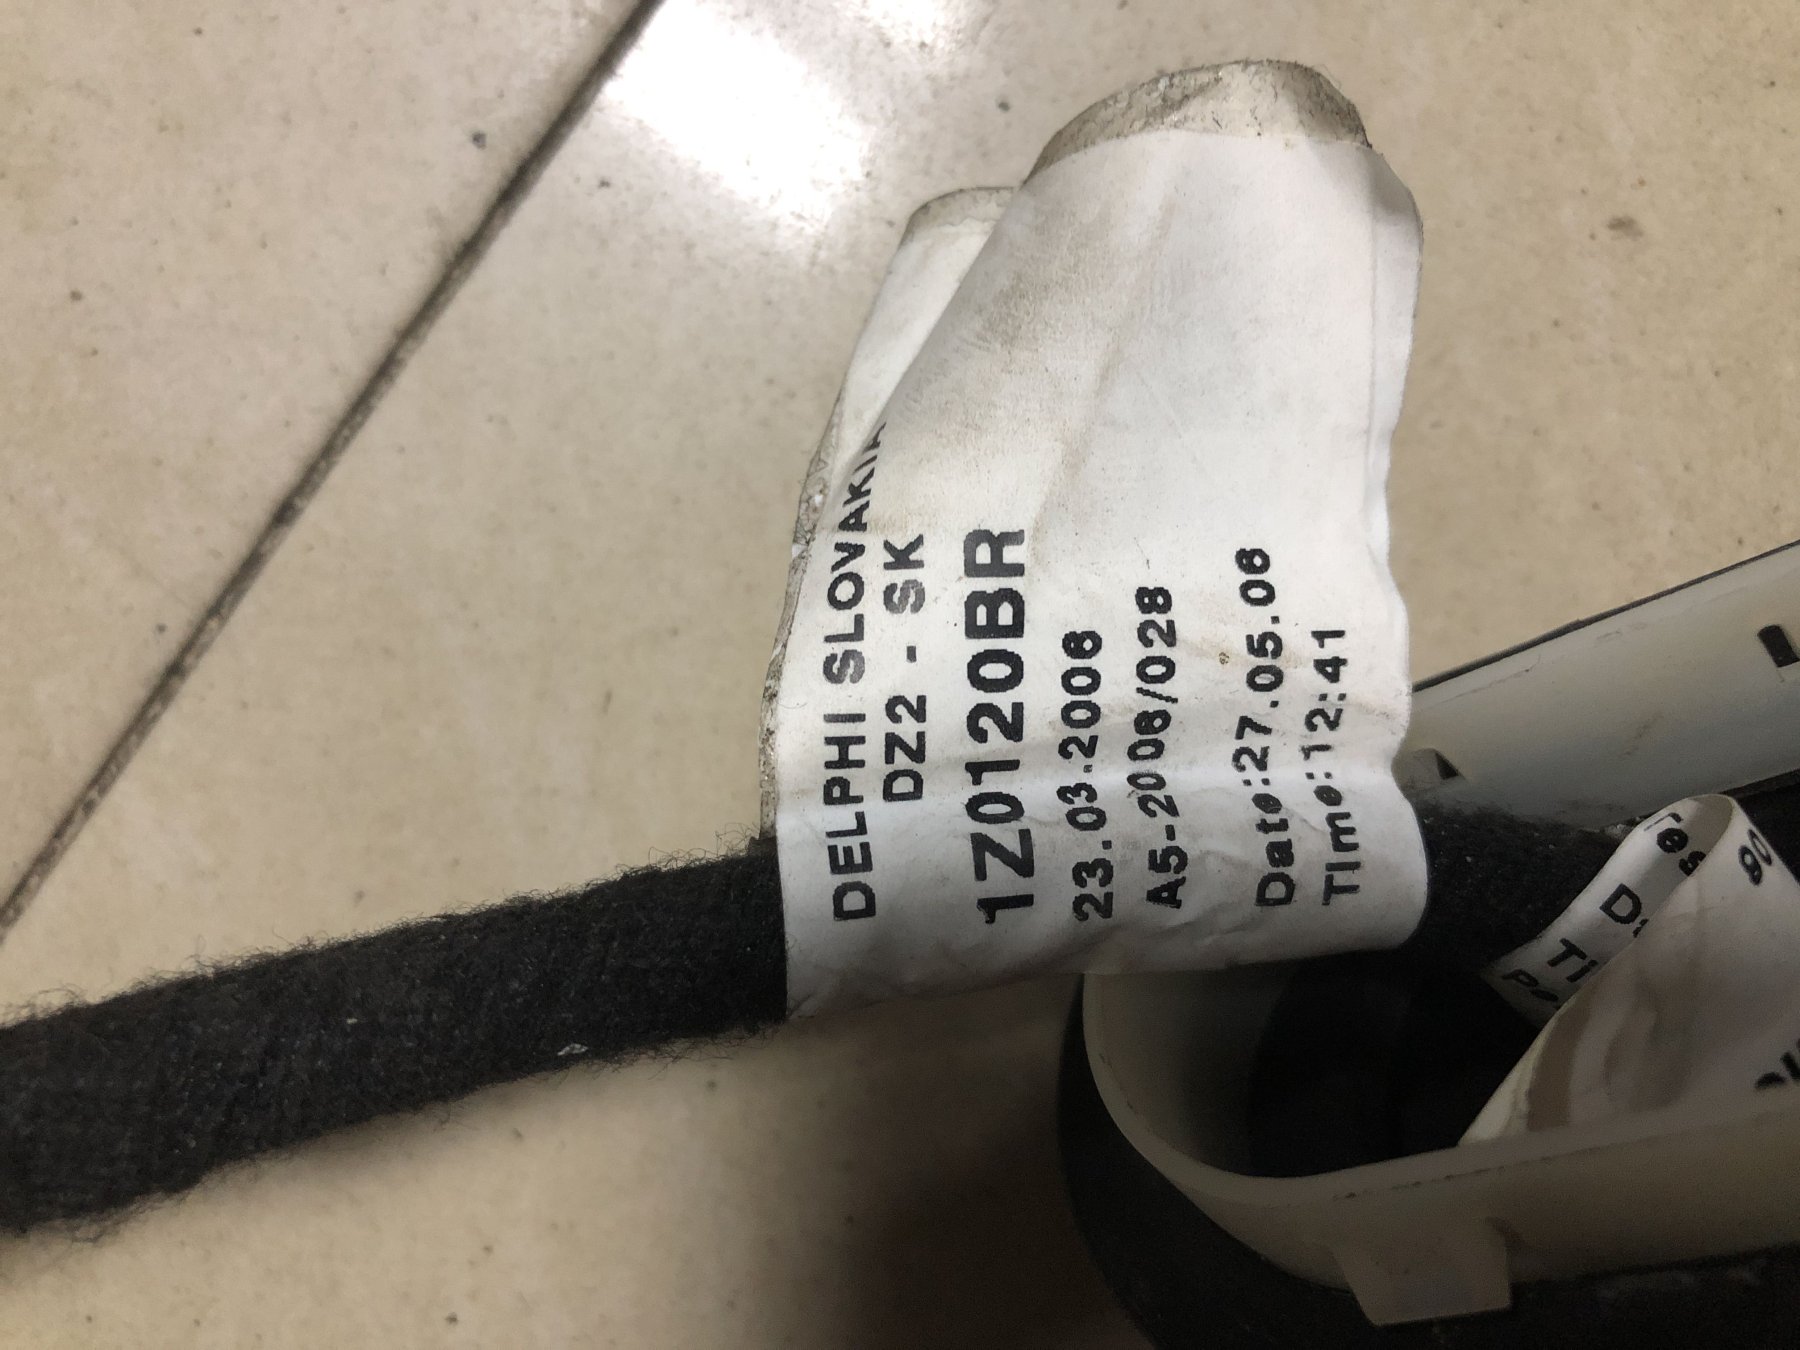 DELPHI SLOVAKIA
DZ2 - SK
1Z0120BR
23.03.2006
A5-2006/028
Date:27.05.06
Time:12:41